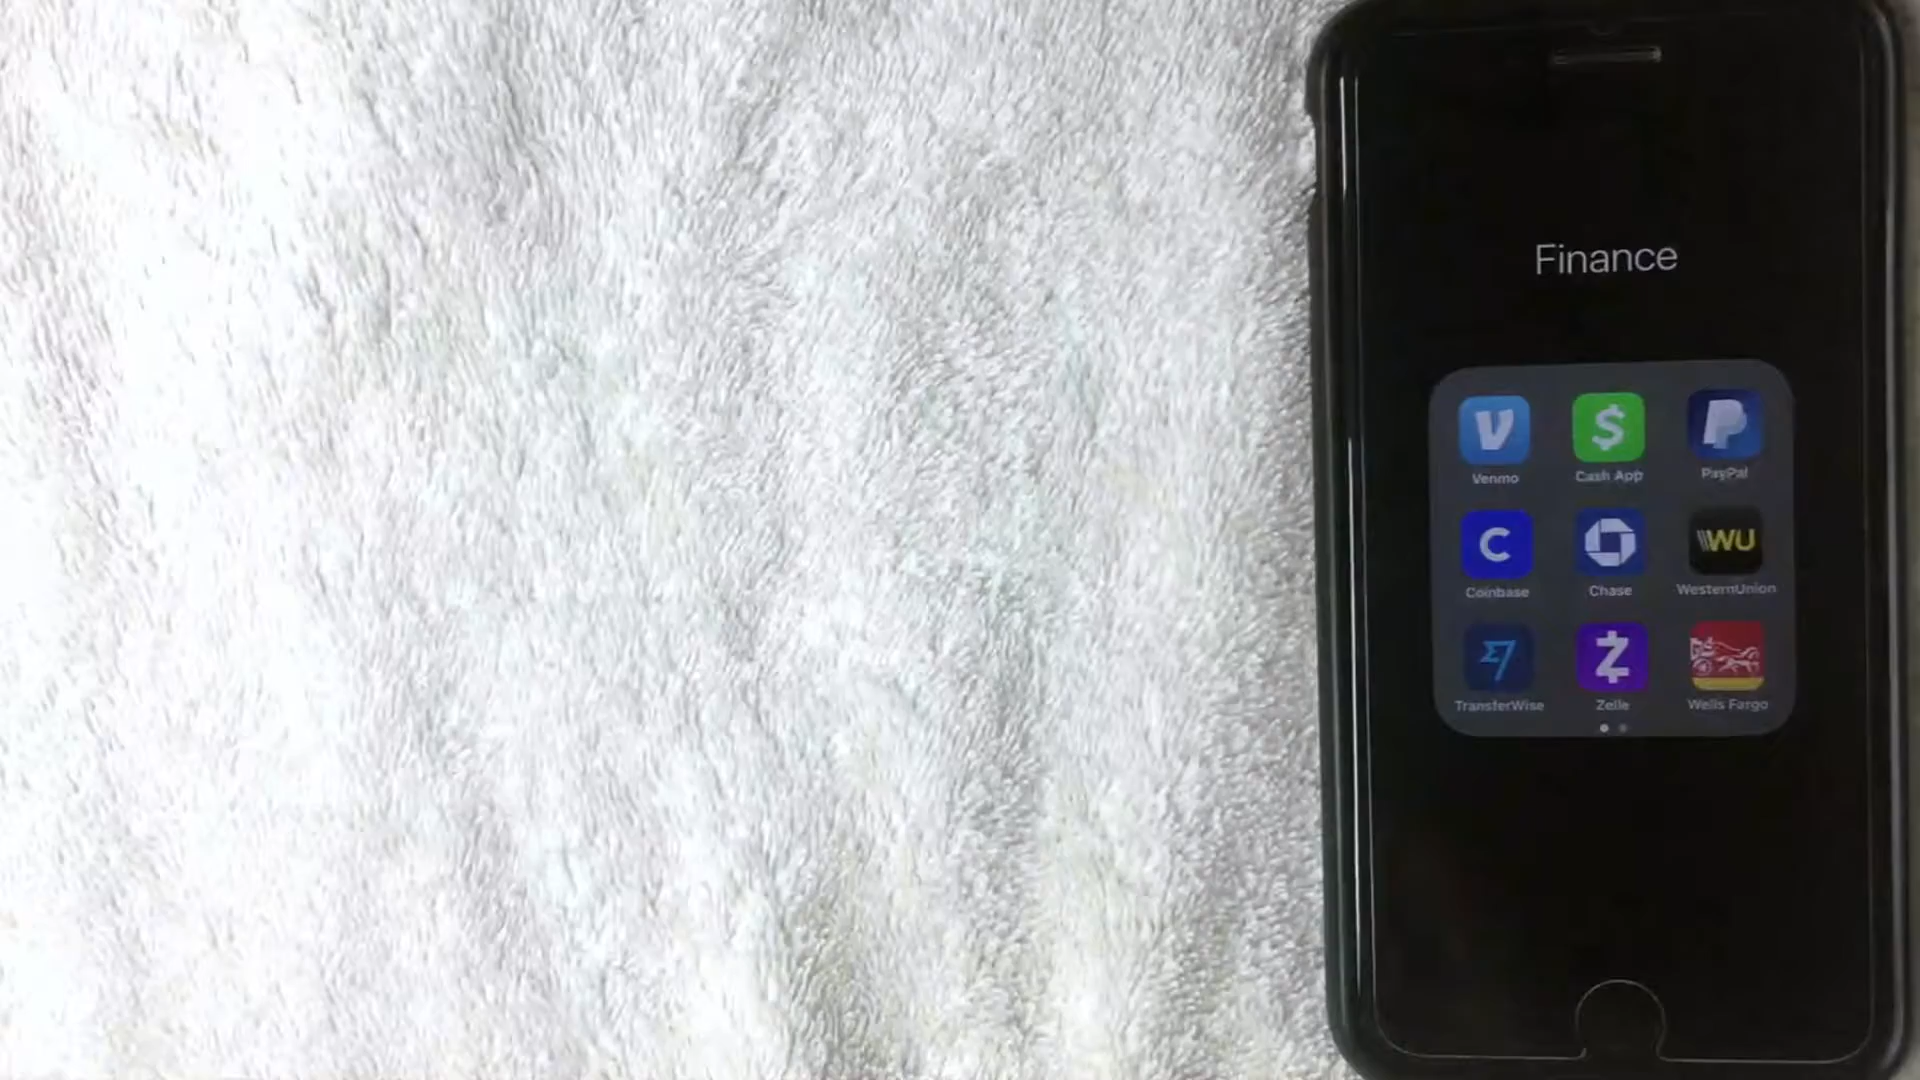 Finance
Venmo Cash App PayPal
Coinbase Chase WesternUnion
TransferWise Zelle Wells Fargo